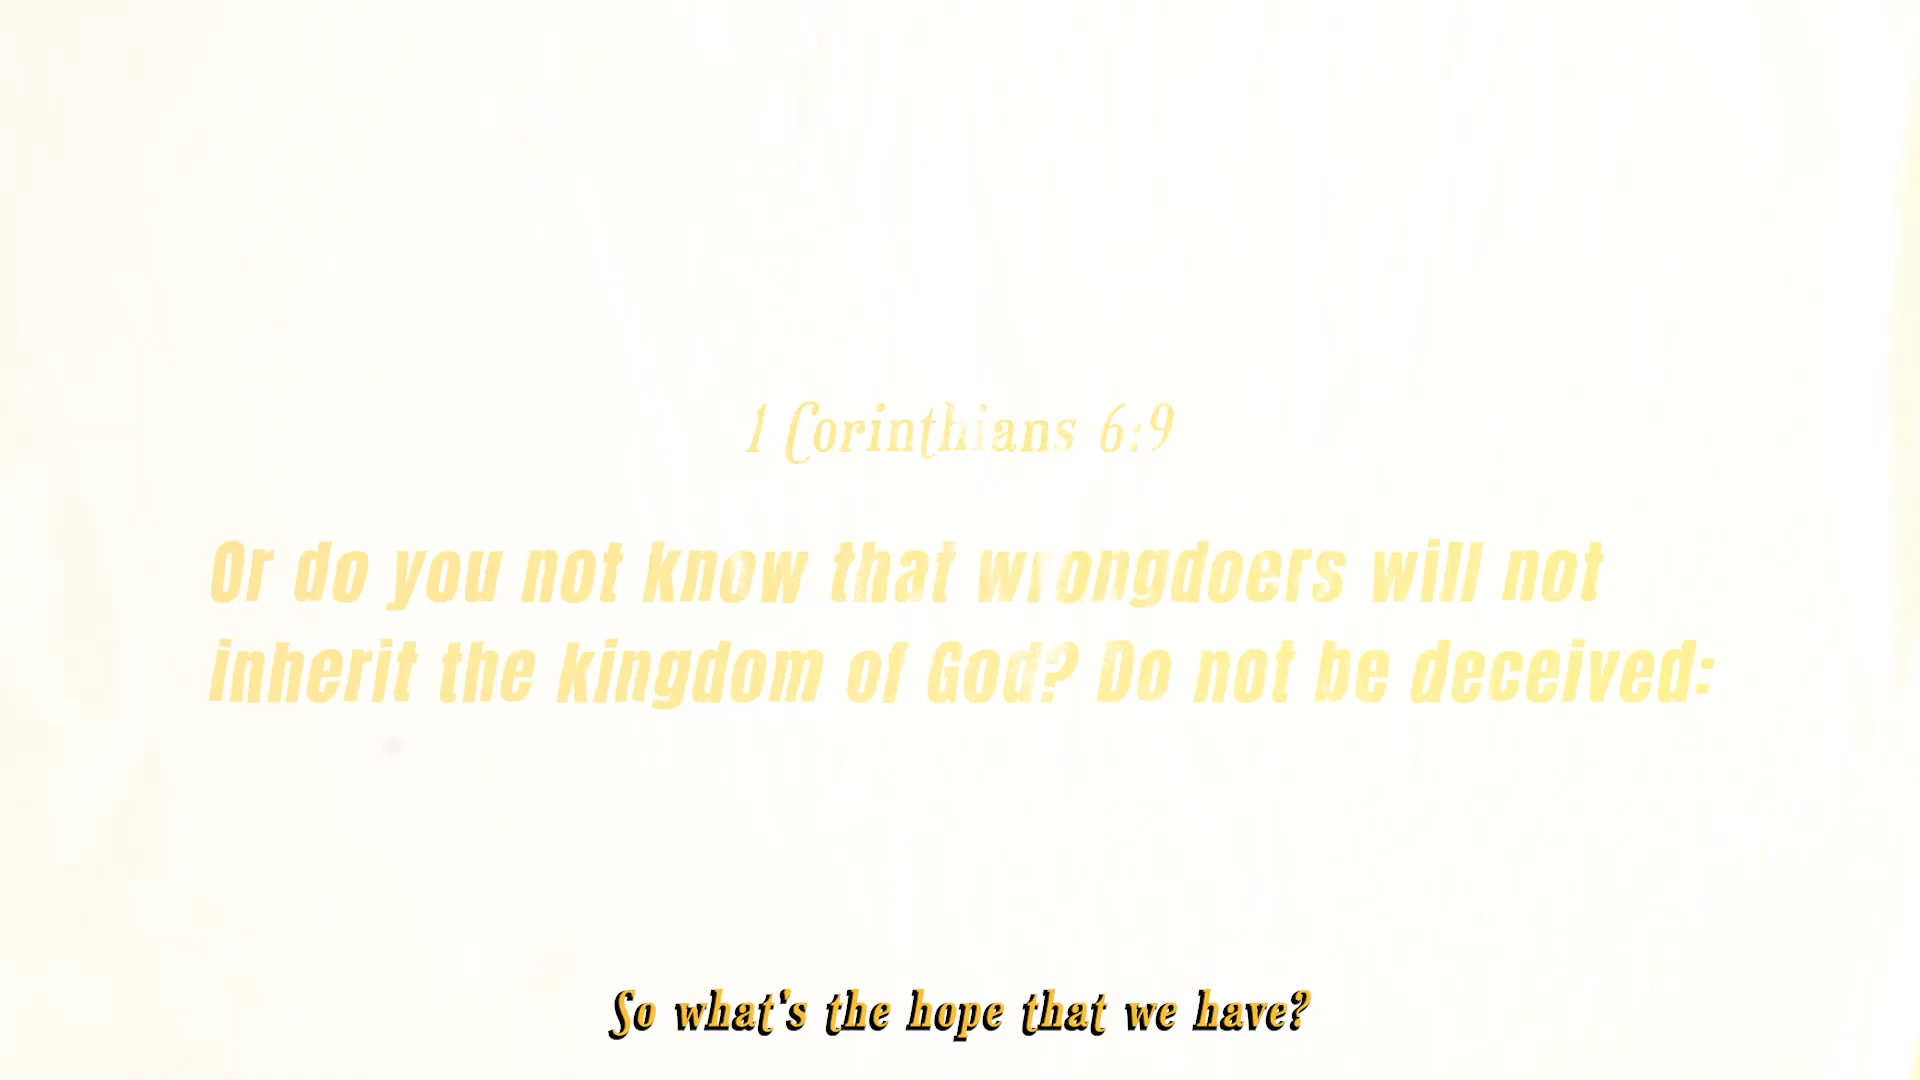 1 Corinthians 6:9
Or do you not know that wrongdoers will not
inherit the kingdom of God? Do not be deceived:
So what's the hope that we have?